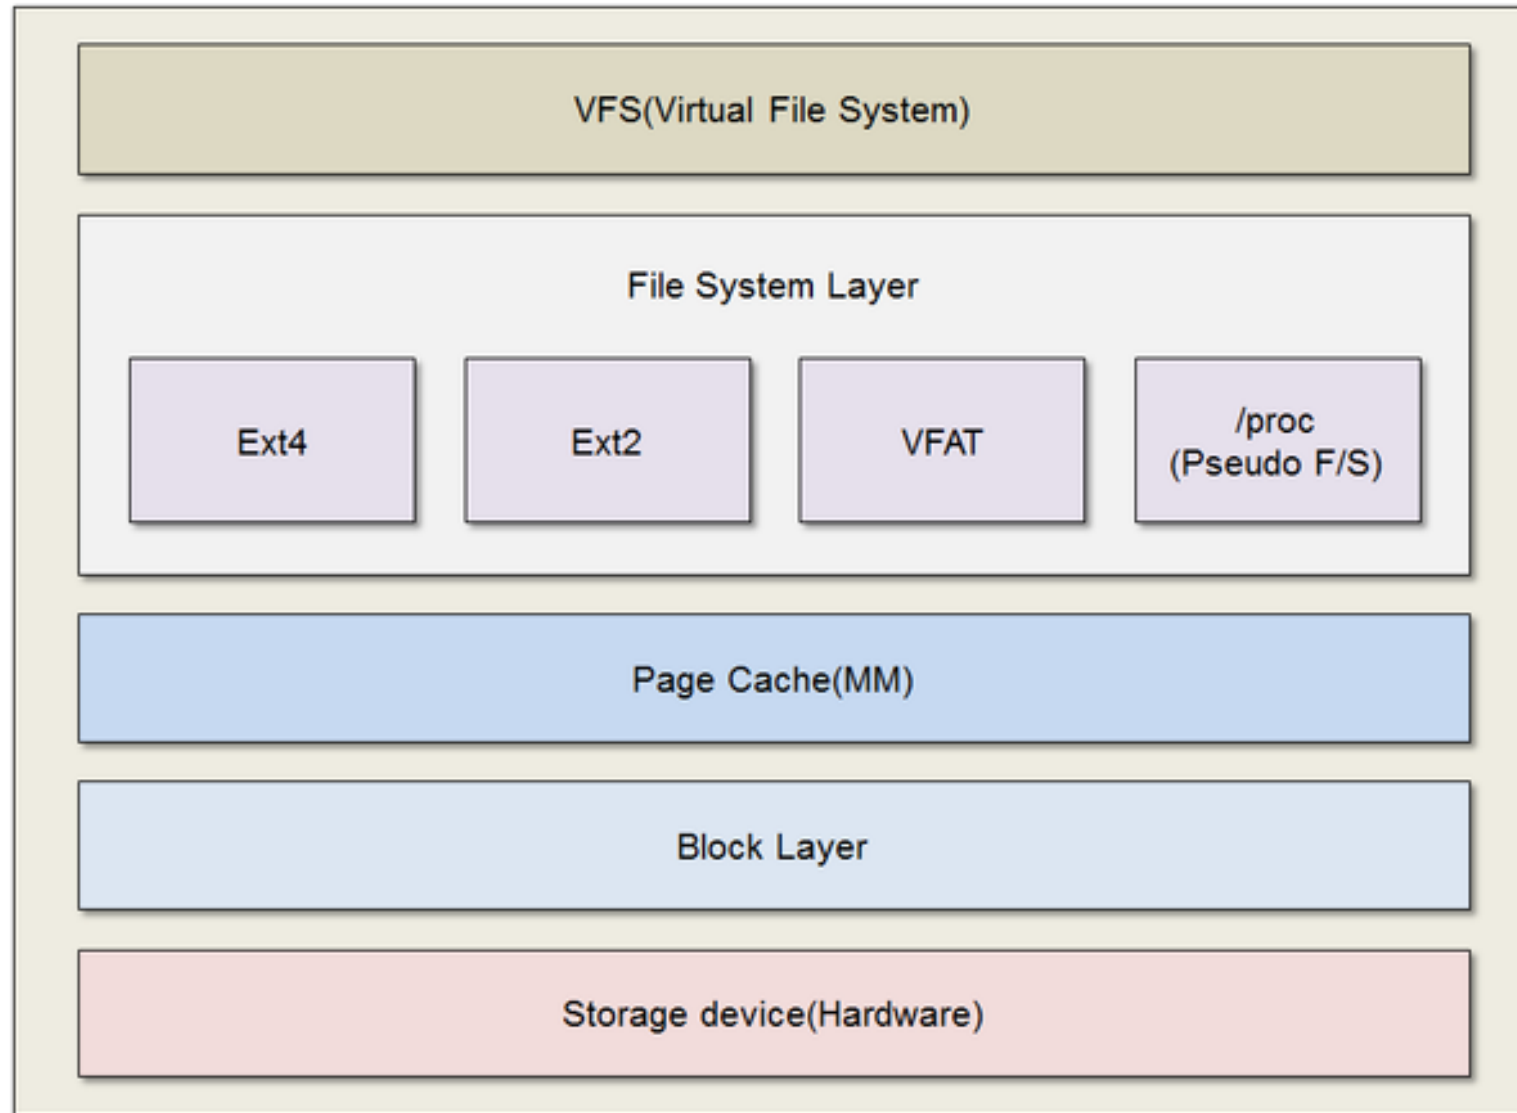 VFS(Virtual File System)
File System Layer
Ext4
Ext2
VFAT
/proc
(Pseudo F/S)
Page Cache(MM)
Block Layer
Storage device(Hardware)